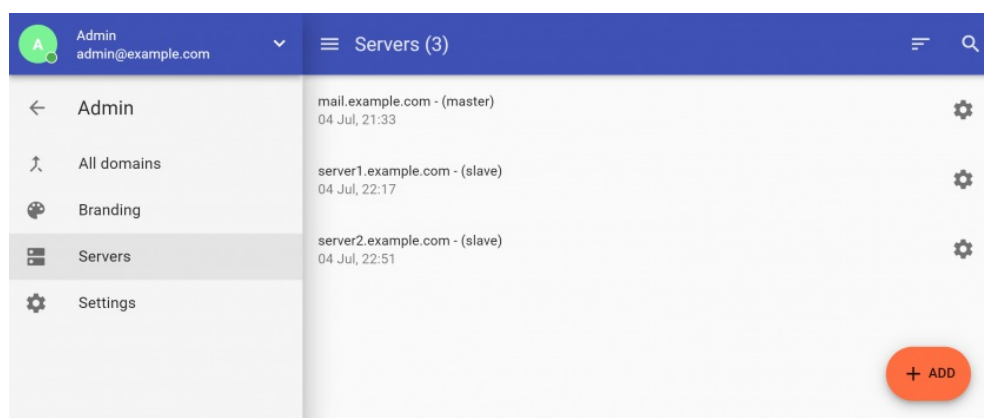 A
Admin
admin@example.com
Servers (3)
Admin
All domains
Branding
Servers
Settings
mail.example.com - (master)
04 Jul, 21:33
server1.example.com - (slave)
04 Jul, 22:17
server2.example.com - (slave)
04 Jul, 22:51
+ ADD